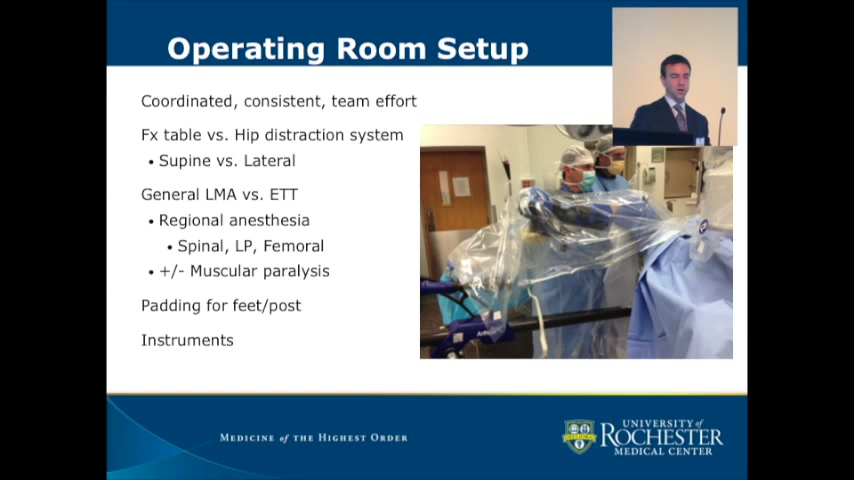 Operating Room Setup
Coordinated, consistent, team effort
Fx table vs. Hip distraction system
• Supine vs. Lateral
General LMA vs. ETT
• Regional anesthesia
• Spinal, LP, Femoral
• +/- Muscular paralysis
Padding for feet/post
Instruments
MEDICINE of THE HIGHEST ORDER
UNIVERSITY of
ROCHESTER
MEDICAL CENTER